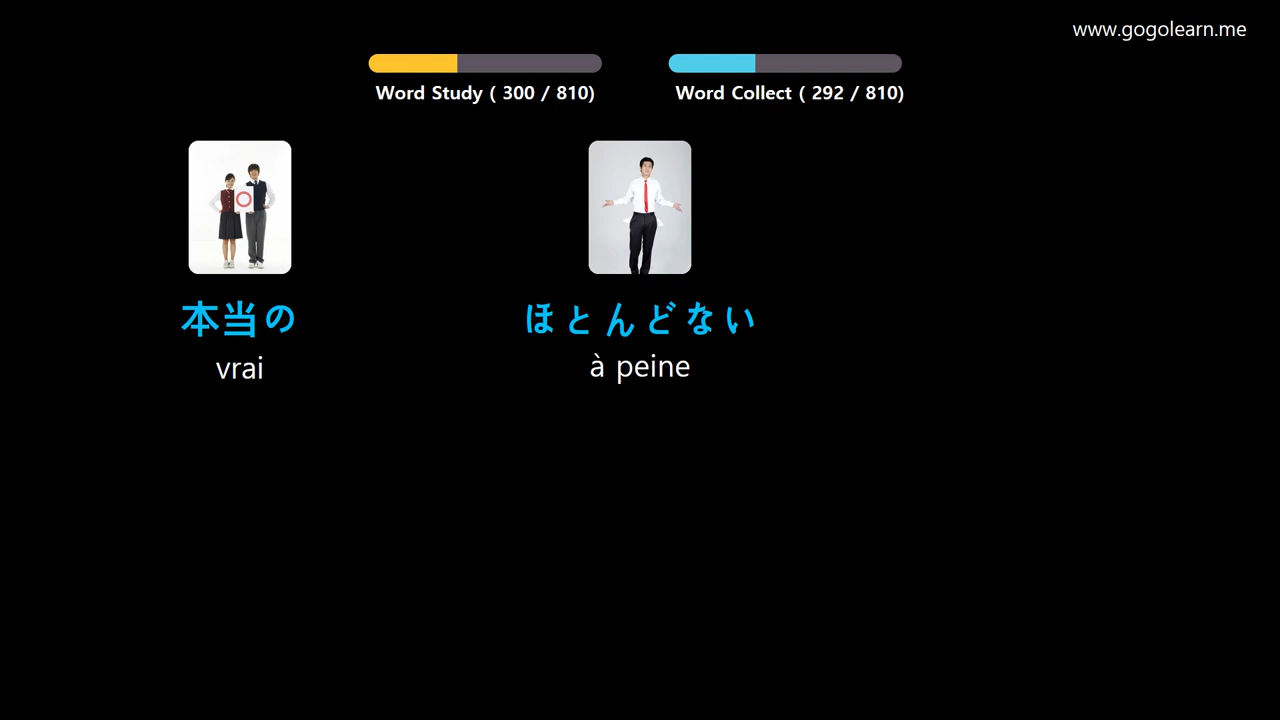 www.gogolearn.me
Word Study ( 300 / 810)
Word Collect ( 292 / 810)
本当の
vrai
ほとんどない
à peine